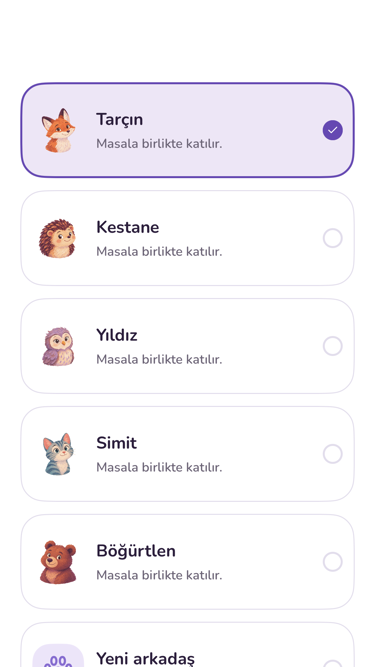 Tarçın
Masala birlikte katılır.
Kestane
Masala birlikte katılır.
Yıldız
Masala birlikte katılır.
Simit
Masala birlikte katılır.
Böğürtlen
Masala birlikte katılır.
Yeni arkadaş